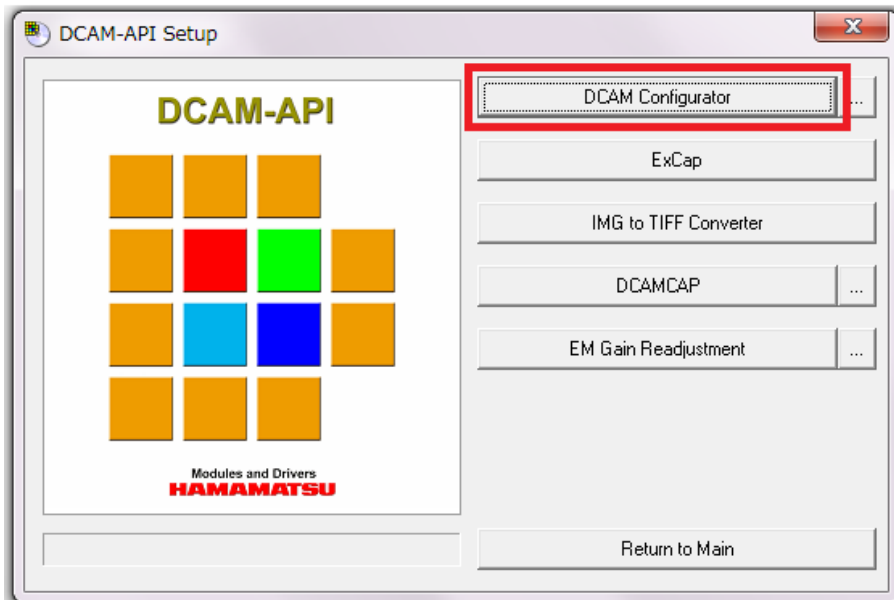 DCAM-API Setup
DCAM-API
Modules and Drivers
HAMAMATSU
DCAM Configurator
...
ExCap
IMG to TIFF Converter
DCAMCAP
...
EM Gain Readjustment
...
Return to Main